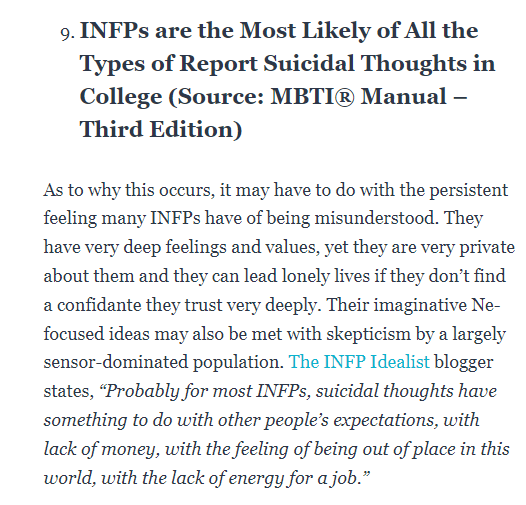 9. INFPs are the Most Likely of All the
Types of Report Suicidal Thoughts in
College (Source: MBTI® Manual –
Third Edition)
As to why this occurs, it may have to do with the persistent
feeling many INFPs have of being misunderstood. They
have very deep feelings and values, yet they are very private
about them and they can lead lonely lives if they don’t find
a confidante they trust very deeply. Their imaginative Ne-
focused ideas may also be met with skepticism by a largely
sensor-dominated population. The INFP Idealist blogger
states, “Probably for most INFPs, suicidal thoughts have
something to do with other people’s expectations, with
lack of money, with the feeling of being out of place in this
world, with the lack of energy for a job.”